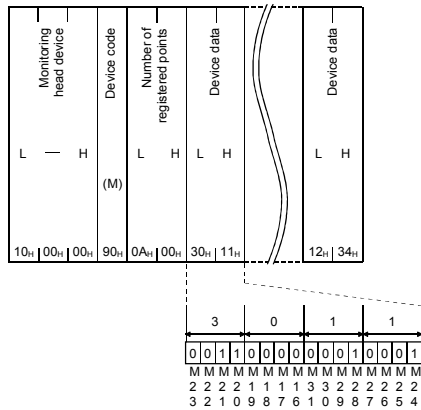 Monitoring head device
Device code
Number of registered points
Device data
Device data
L — H
(M)
L H
L H
L H
10H 00H 00H 90H 0AH 00H 30H 11H 12H 34H
3 0 1 1
0 0 1 1 0 0 0 0 0 0 0 1 0 0 0 1
M M M M M M M M M M M M M M M M
2 2 2 2 1 1 1 1 3 3 2 2 2 2 2 2
3 2 1 0 9 8 7 6 1 0 9 8 7 6 5 4